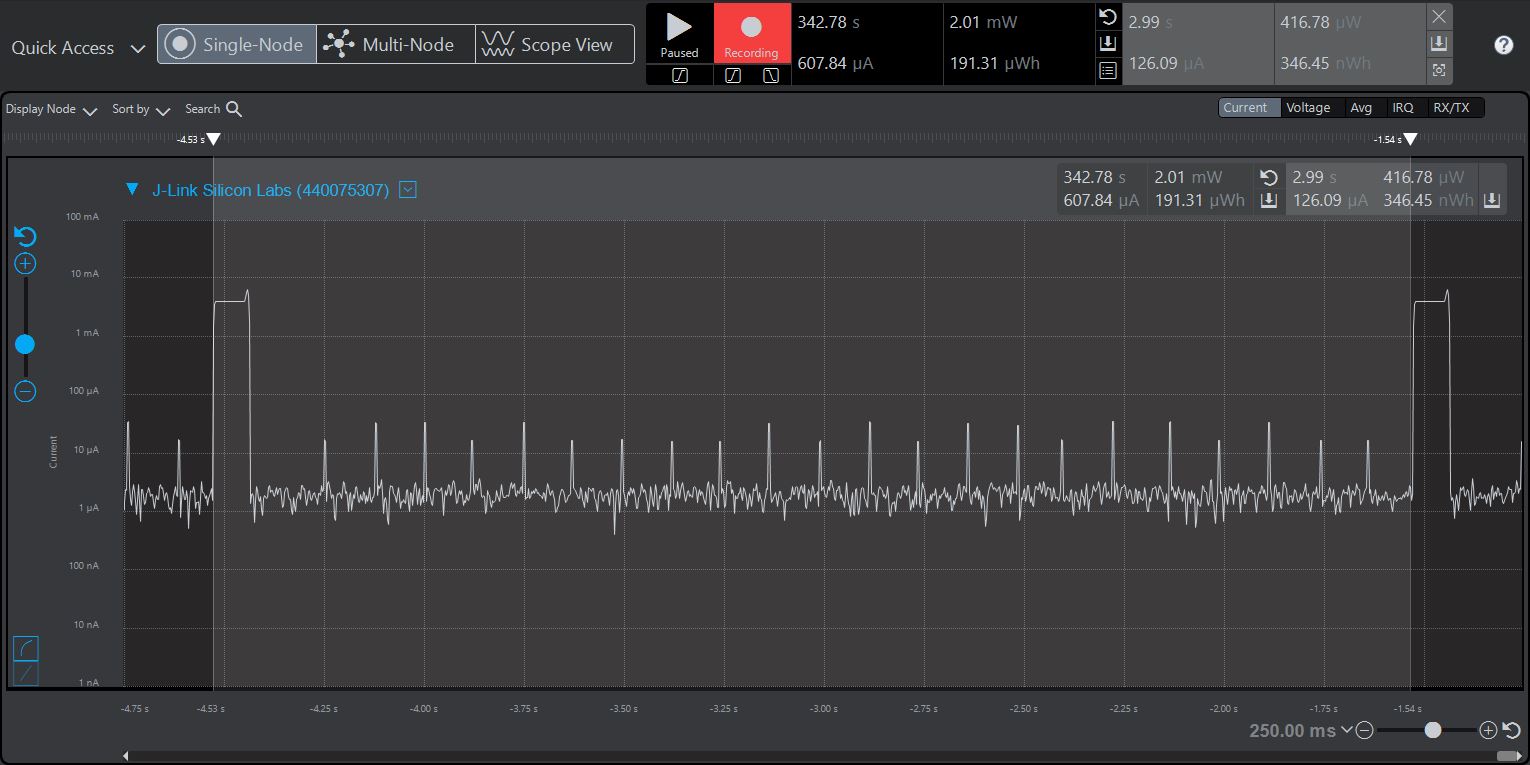 Quick Access
Single-Node
Multi-Node
Scope View
Paused
Recording
342.78 s
607.84 µA
2.01 mW
191.31 µWh
2.99 s
126.09 µA
416.78 µW
346.45 nWh
?
Display Node
Sort by
Search
Current Voltage Avg IRQ RX/TX
-4.53 s
-1.54 s
J-Link Silicon Labs (440075307)
342.78 s 2.01 mW 2.99 s 416.78 µW
607.84 µA 191.31 µWh 126.09 µA 346.45 nWh
100 mA
10 mA
1 mA
100 µA
10 µA
1 µA
100 nA
10 nA
1 nA
Current
-4.75 s -4.53 s -4.25 s -4.00 s -3.75 s -3.50 s -3.25 s -3.00 s -2.75 s -2.50 s -2.25 s -2.00 s -1.75 s -1.54 s
250.00 ms